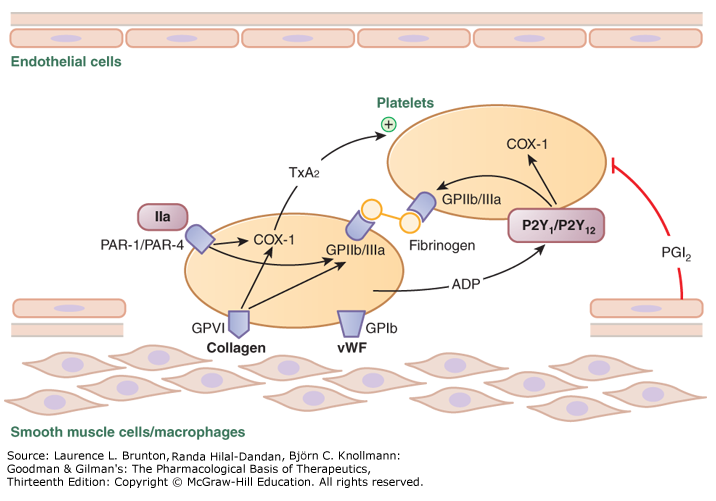 Endothelial cells
Platelets
+
COX-1
TxA2
GPIIb/IIIa
IIa
P2Y1/P2Y12
PAR-1/PAR-4
COX-1
GPIIb/IIIa
Fibrinogen
PGI2
ADP
GPVI
GPIb
Collagen
vWF
Smooth muscle cells/macrophages
Source: Laurence L. Brunton, Randa Hilal-Dandan, Björn C. Knollmann:
Goodman & Gilman's: The Pharmacological Basis of Therapeutics,
Thirteenth Edition: Copyright © McGraw-Hill Education. All rights reserved.